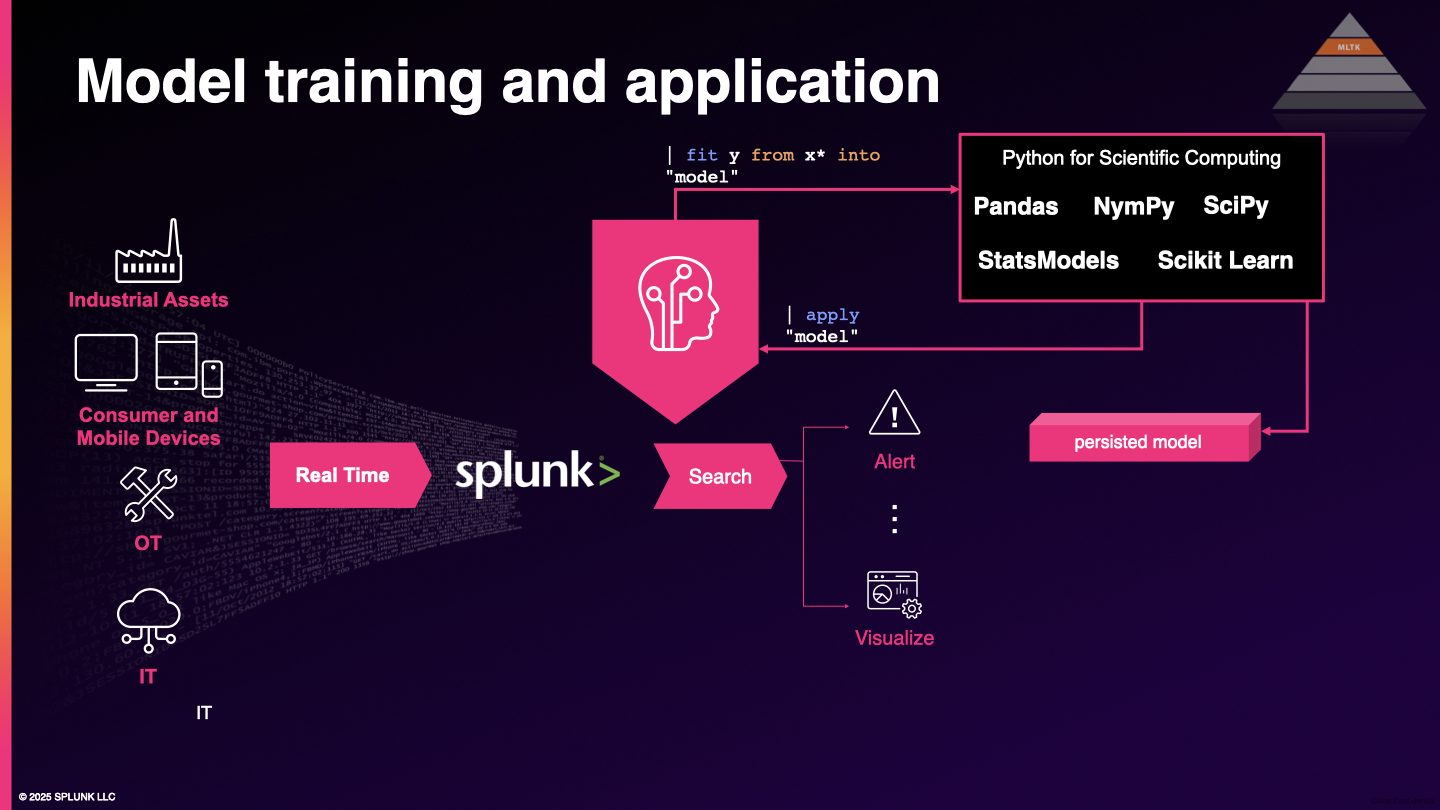 Model training and application
MLTK
| fit y from x* into
"model"
Python for Scientific Computing
Pandas NymPy SciPy
StatsModels Scikit Learn
Industrial Assets
| apply
"model"
Consumer and
Mobile Devices
Real Time
splunk>
Search
Alert
persisted model
OT
Visualize
IT
IT
© 2025 SPLUNK LLC